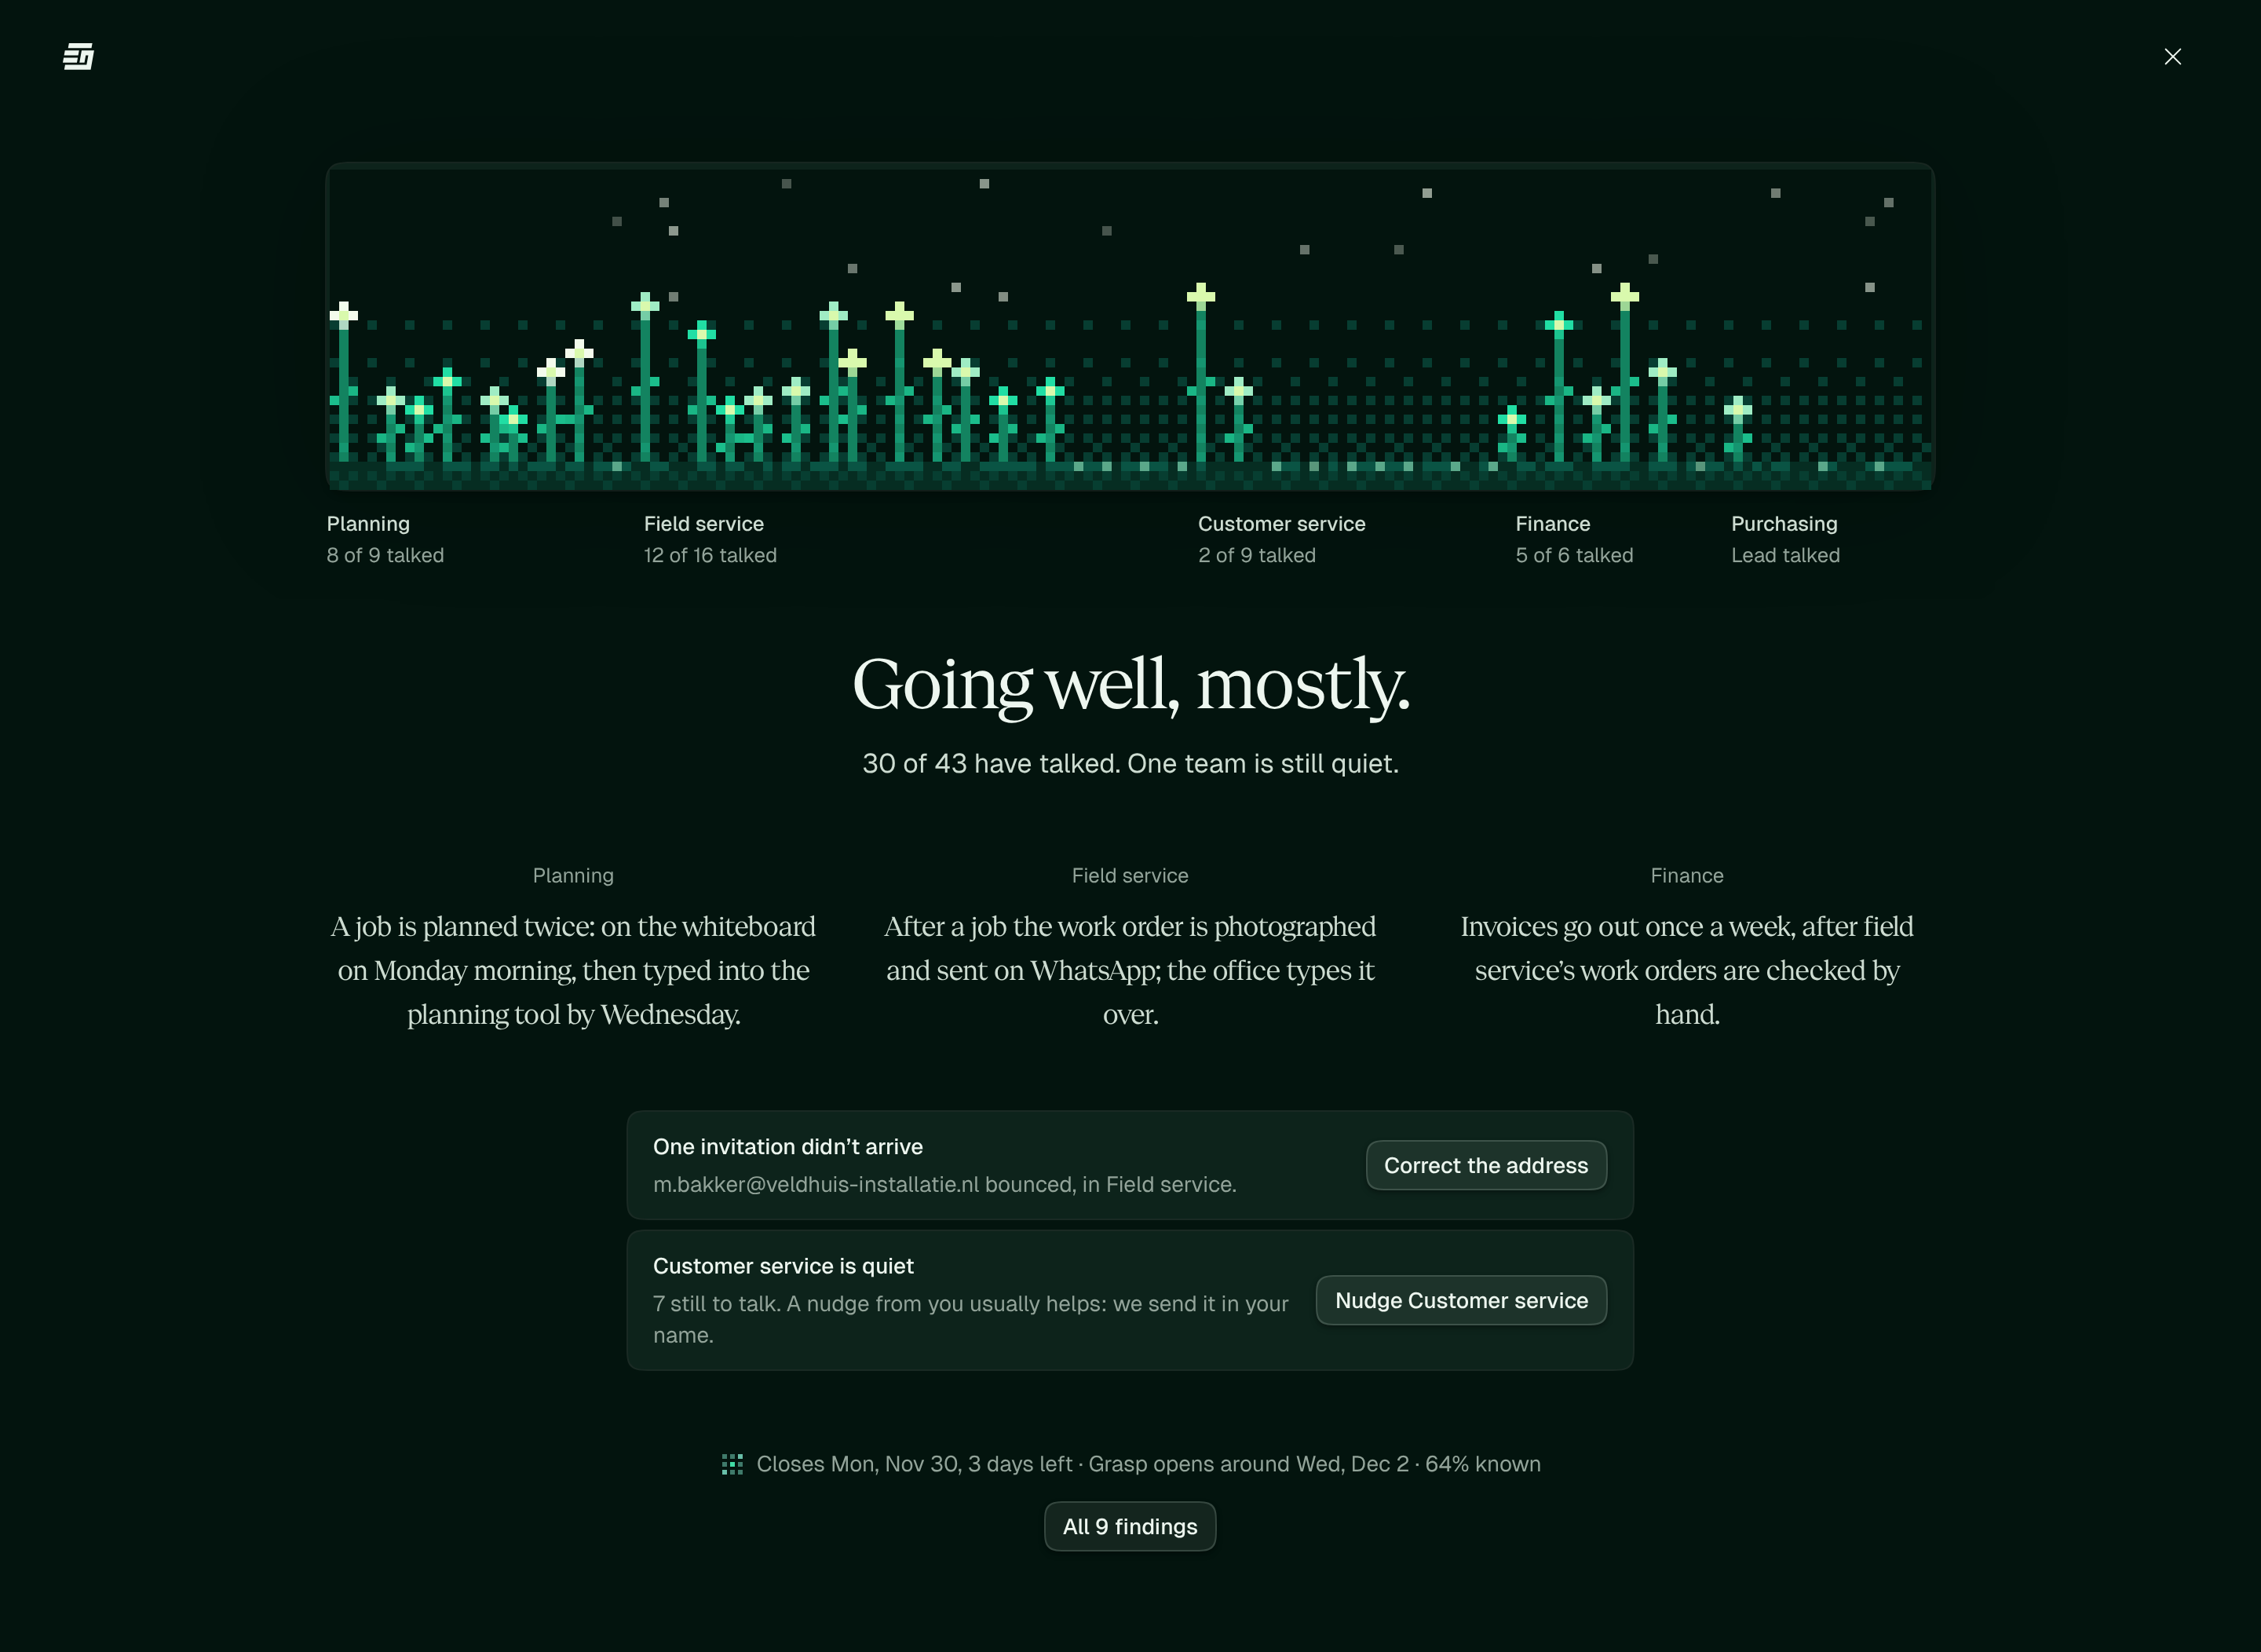 Planning
8 of 9 talked
Field service
12 of 16 talked
Customer service
2 of 9 talked
Finance
5 of 6 talked
Purchasing
Lead talked
Going well, mostly.
30 of 43 have talked. One team is still quiet.
Planning
A job is planned twice: on the whiteboard
on Monday morning, then typed into the
planning tool by Wednesday.
Field service
After a job the work order is photographed
and sent on WhatsApp; the office types it
over.
Finance
Invoices go out once a week, after field
service’s work orders are checked by
hand.
One invitation didn’t arrive
m.bakker@veldhuis-installatie.nl bounced, in Field service.
Correct the address
Customer service is quiet
7 still to talk. A nudge from you usually helps: we send it in your
name.
Nudge Customer service
Closes Mon, Nov 30, 3 days left · Grasp opens around Wed, Dec 2 · 64% known
All 9 findings